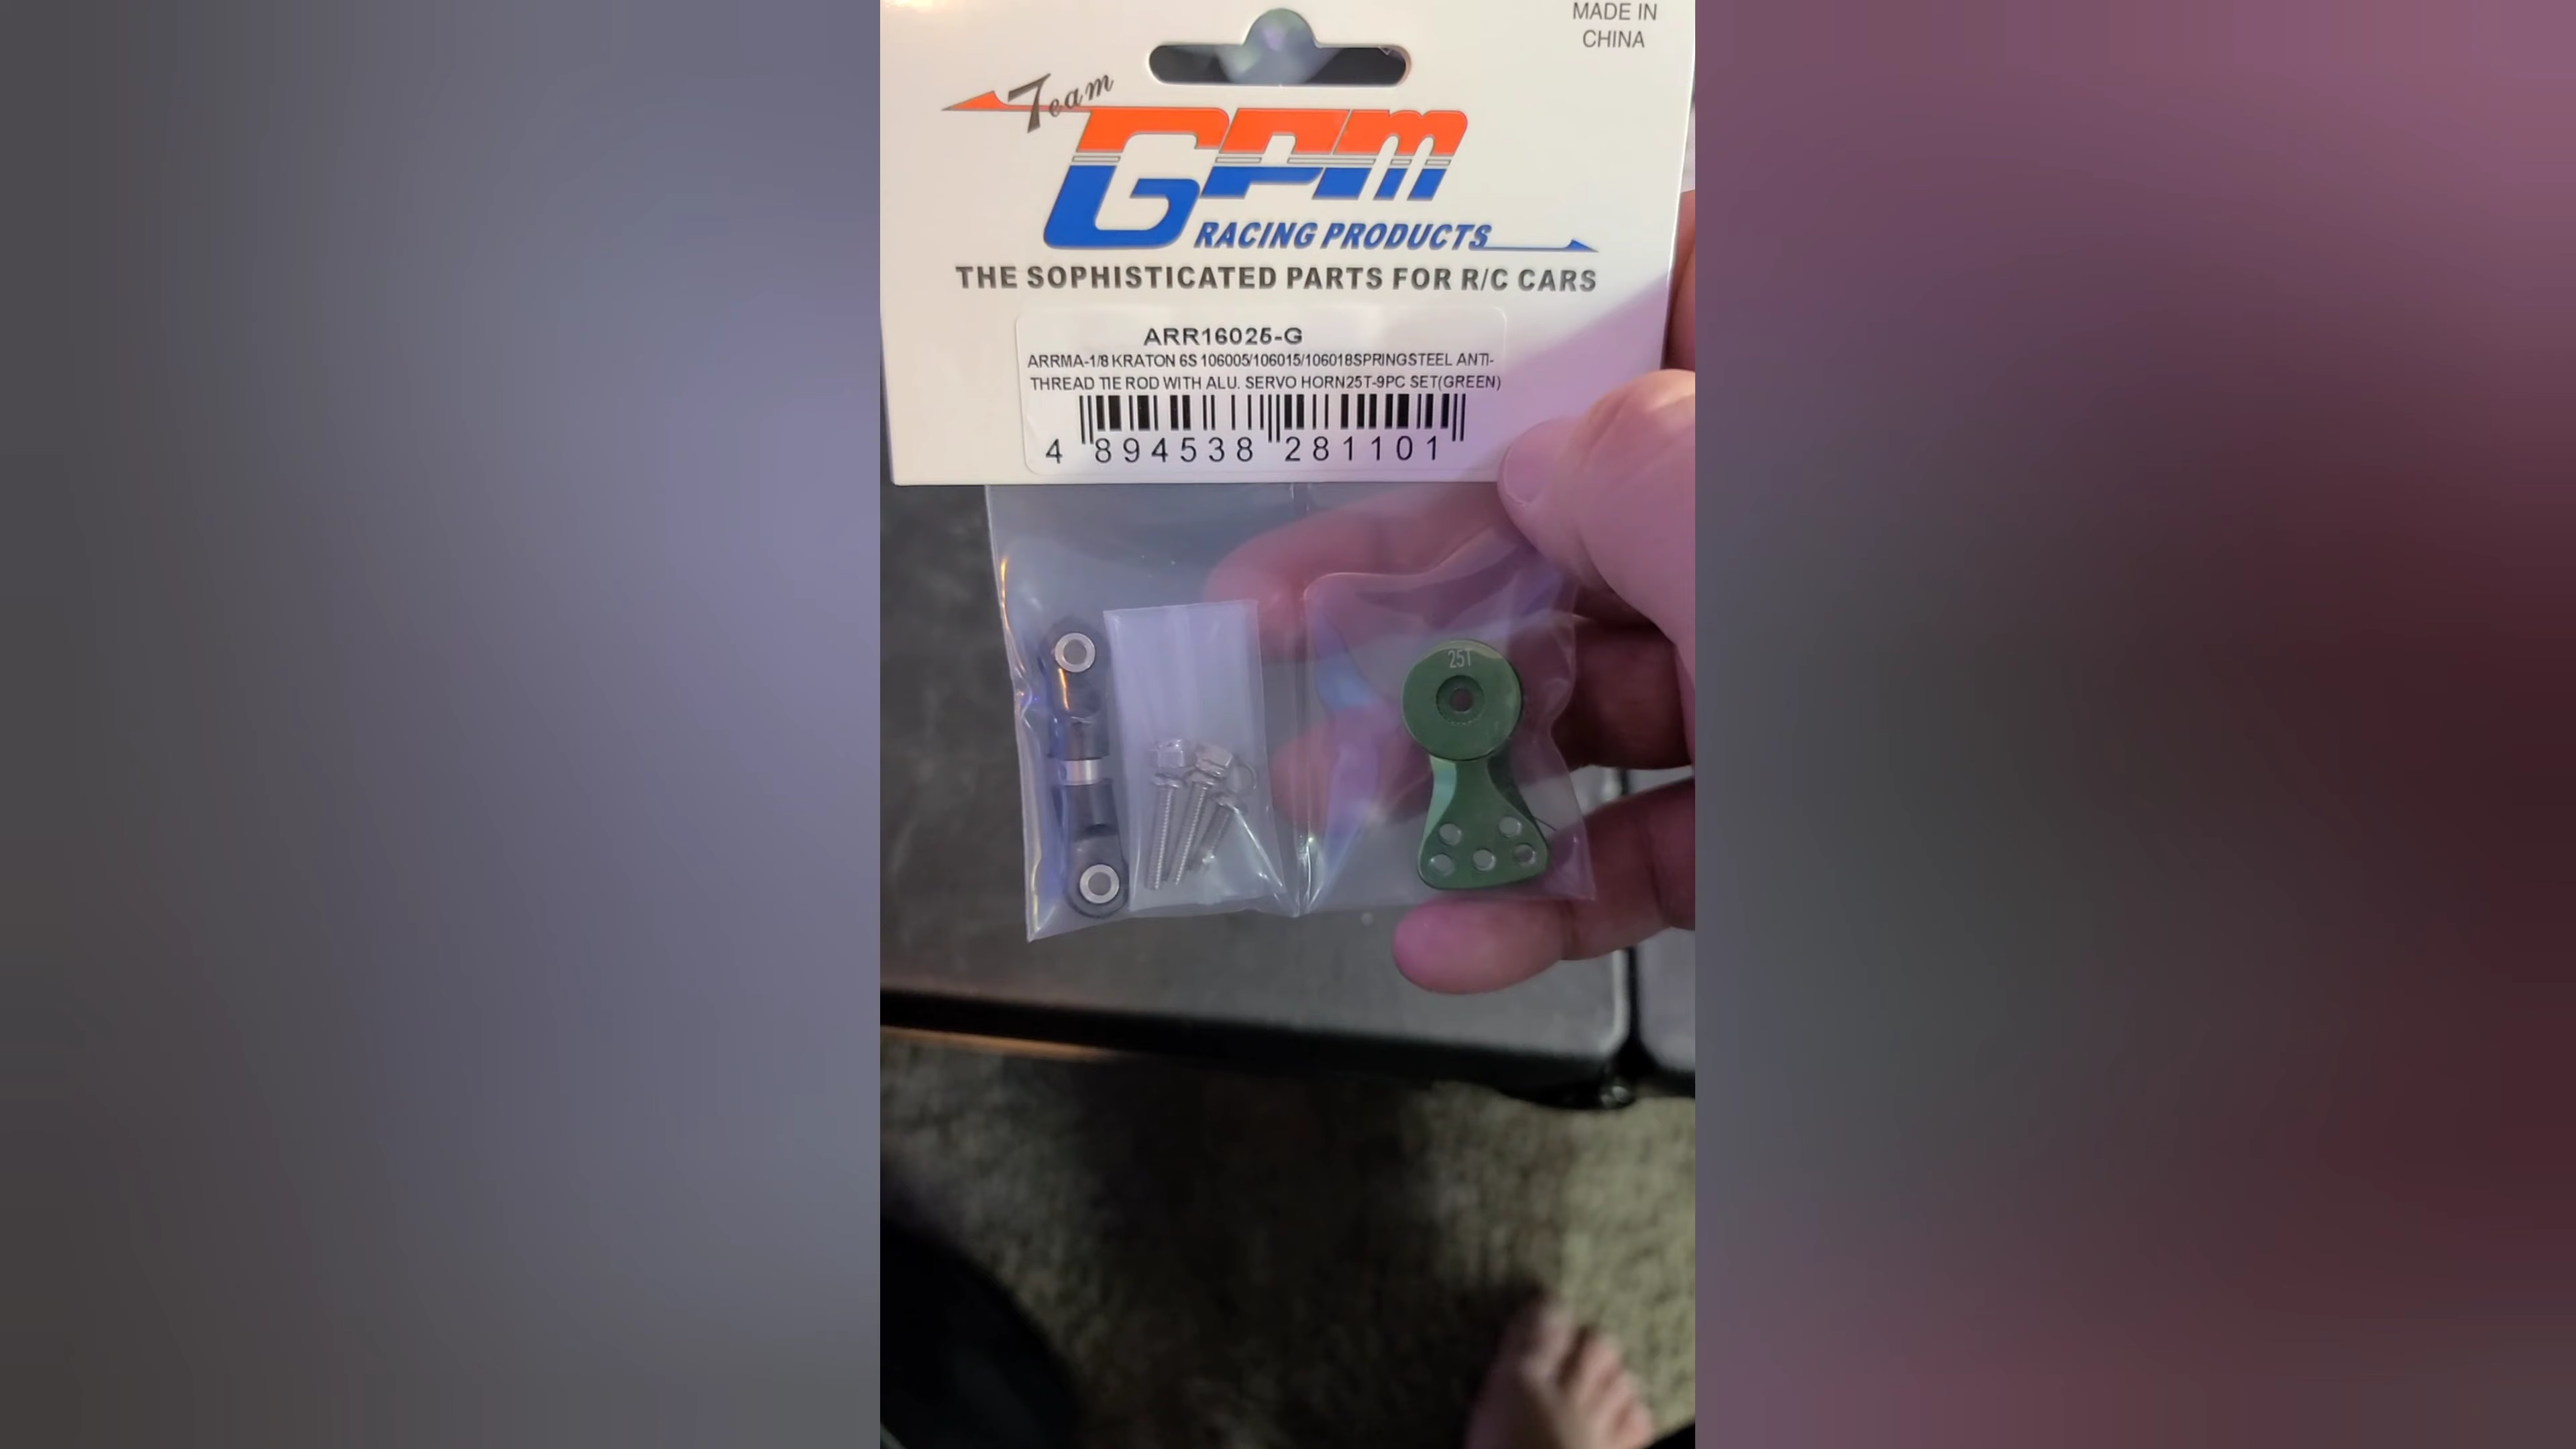 MADE IN
CHINA
Team
GPM
RACING PRODUCTS
THE SOPHISTICATED PARTS FOR R/C CARS
ARR16025-G
ARRMA-1/8 KRATON 6S 106005/106015/106018SPRINGSTEEL ANTI-
THREAD TIE ROD WITH ALU. SERVO HORN25T-9PC SET(GREEN)
4 894538 281101
25T